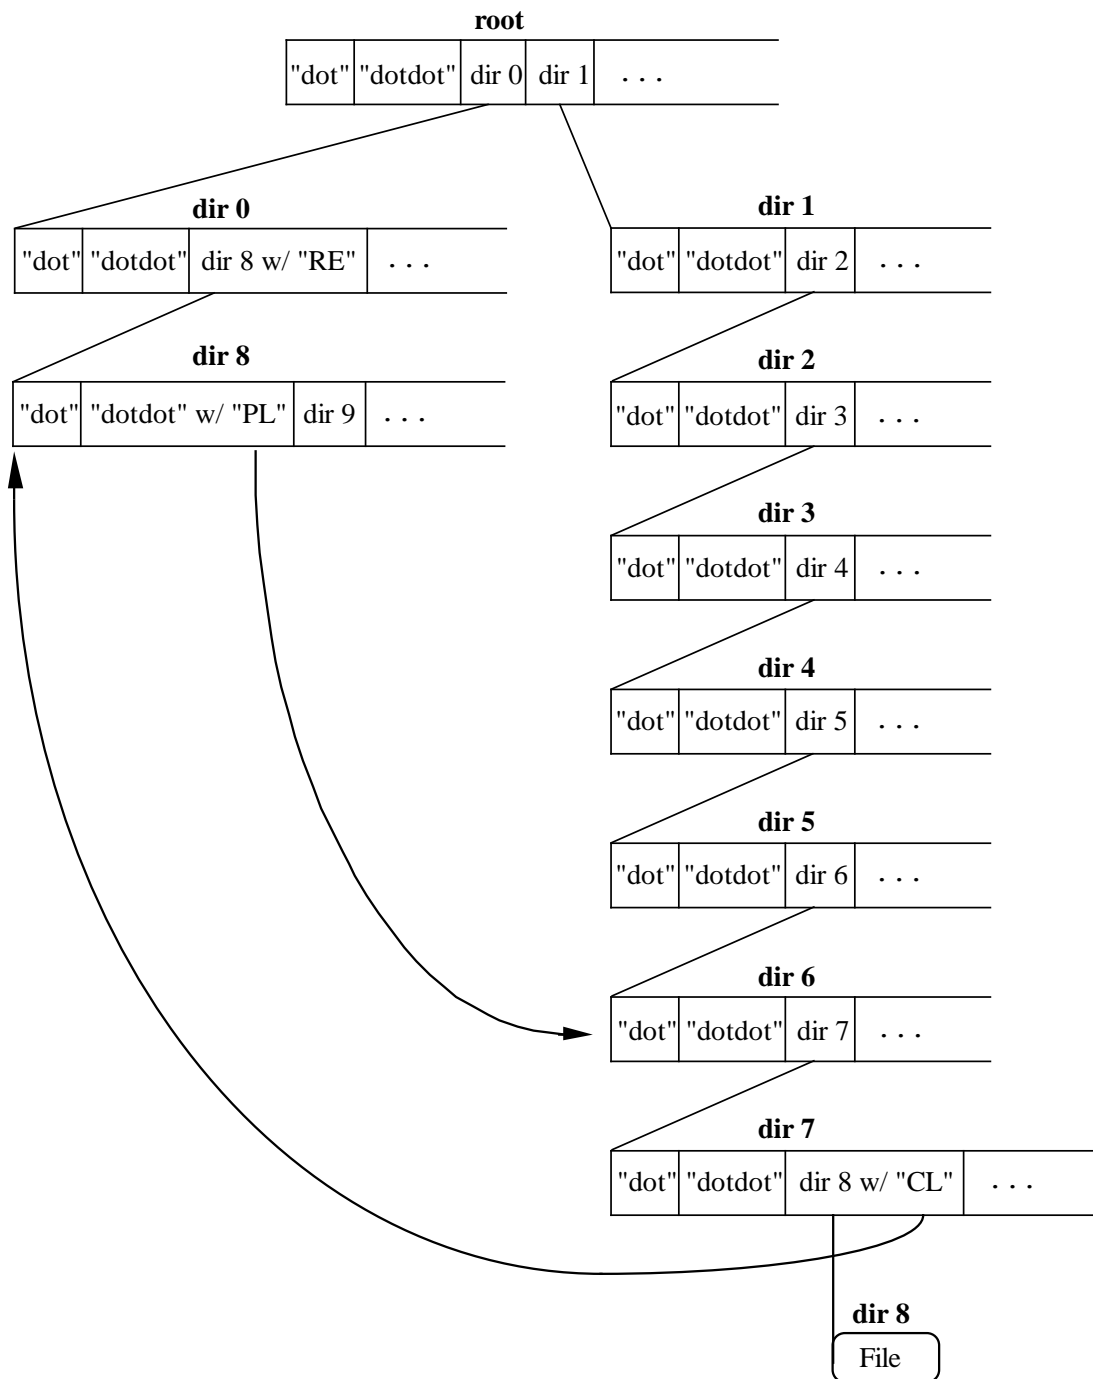 root
"dot" "dotdot" dir 0 dir 1 . . .
dir 0 dir 1
"dot" "dotdot" dir 8 w/ "RE" . . . "dot" "dotdot" dir 2 . . .
dir 8 dir 2
"dot" "dotdot" w/ "PL" dir 9 . . . "dot" "dotdot" dir 3 . . .
dir 3
"dot" "dotdot" dir 4 . . .
dir 4
"dot" "dotdot" dir 5 . . .
dir 5
"dot" "dotdot" dir 6 . . .
dir 6
"dot" "dotdot" dir 7 . . .
dir 7
"dot" "dotdot" dir 8 w/ "CL" . . .
dir 8
File